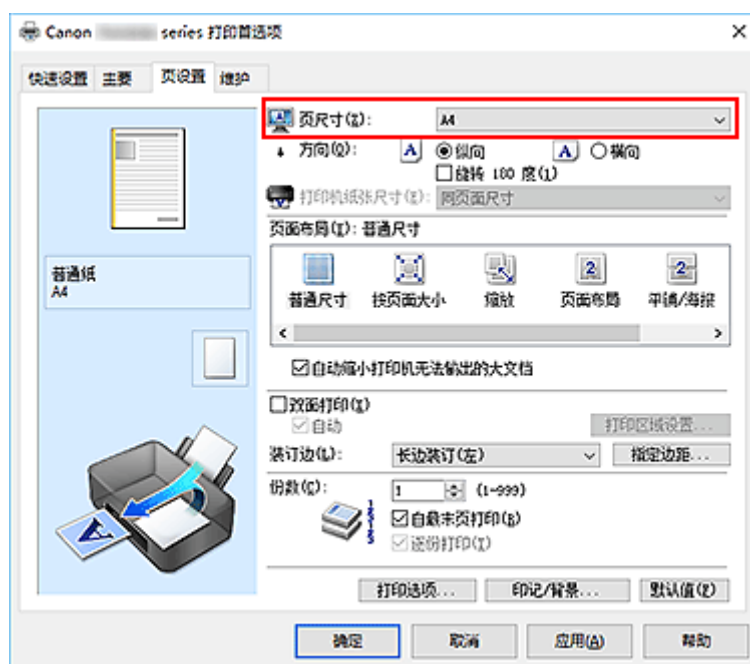 Canon series 打印首选项
快速设置 主要 页设置 维护
页尺寸(Z): A4
方向(O): A 纵向 A 横向
旋转 180 度(1)
打印机纸张尺寸(E): 同页面尺寸
页面布局(I): 普通尺寸
2 2
普通尺寸 按页面大小 缩放 页面布局 平铺/海报
自动缩小打印机无法输出的大文档
双面打印(X)
自动 打印区域设置...
装订边(L): 长边装订(左) 指定边距...
份数(C): 1 (1-999)
自最末页打印(B)
逐份打印(T)
打印选项... 印记/背景... 默认值(Z)
普通纸
A4
A
确定 取消 应用(A) 帮助